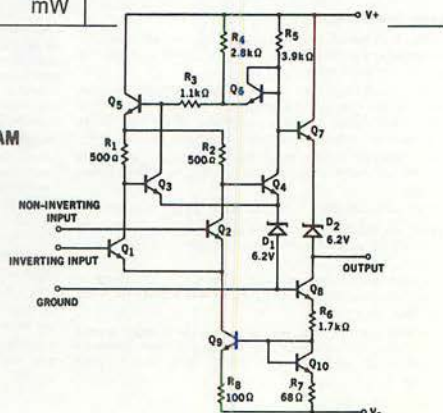 mW
V+
R4
2.8kΩ
R5
3.9kΩ
R3
1.1kΩ
Q6
Q5
Q7
AM
R1
500Ω
R2
500Ω
Q3
Q4
NON-INVERTING
INPUT
Q2
D1
6.2V
D2
6.2V
INVERTING INPUT
Q1
OUTPUT
GROUND
Q8
R6
1.7kΩ
Q9
Q10
R8
100Ω
R7
68Ω
V-